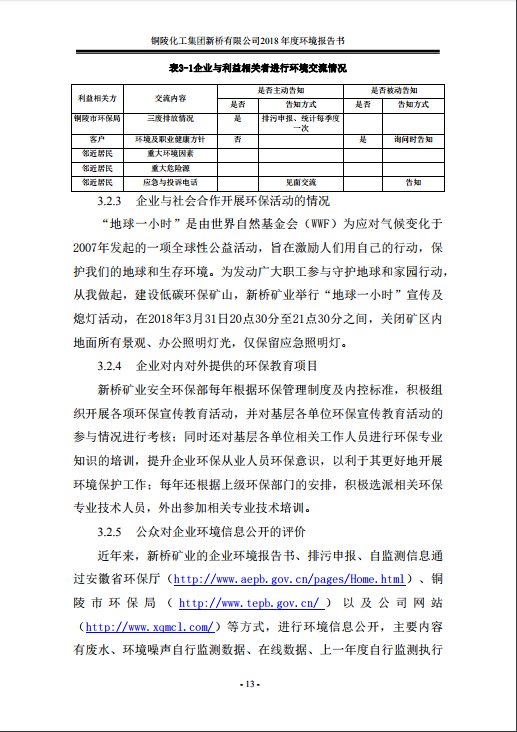 铜陵化工集团新桥有限公司2018 年度环境报告书
表3-1企业与利益相关者进行环境交流情况
利益相关方 交流内容 是否主动告知 是否被动告知
是否 告知方式 是否 告知方式
铜陵市环保局 三废排放情况 是 排污申报、统计每季度一次
客户 环境及职业健康方针 否 是 询问时告知
邻近居民 重大环境因素
邻近居民 重大危险源
邻近居民 应急与投诉电话 见面交流 告知
3.2.3 企业与社会合作开展环保活动的情况
“地球一小时”是由世界自然基金会（WWF）为应对气候变化于
2007年发起的一项全球性公益活动，旨在激励人们用自己的行动，保
护我们的地球和生存环境。为发动广大职工参与守护地球和家园行动，
从我做起，建设低碳环保矿山，新桥矿业举行“地球一小时”宣传及
熄灯活动，在2018年3月31日20点30分至21点30分之间，关闭矿区内
地面所有景观、办公照明灯光，仅保留应急照明灯。
3.2.4 企业对内对外提供的环保教育项目
新桥矿业安全环保部每年根据环保管理制度及内控标准，积极组
织开展各项环保宣传教育活动，并对基层各单位环保宣传教育活动的
参与情况进行考核；同时还对基层各单位相关工作人员进行环保专业
知识的培训，提升企业环保从业人员环保意识，以利于其更好地开展
环境保护工作；每年还根据上级环保部门的安排，积极选派相关环保
专业技术人员，外出参加相关专业技术培训。
3.2.5 公众对企业环境信息公开的评价
近年来，新桥矿业的企业环境报告书、排污申报、自监测信息通
过安徽省环保厅（http://www.aepb.gov.cn/pages/Home.html）、铜
陵市环保局（http://www.tepb.gov.cn/）以及公司网站
（http://www.xqmcl.com/）等方式，进行环境信息公开，主要内容
有废水、环境噪声自行监测数据、在线数据、上一年度自行监测执行
- 13 -